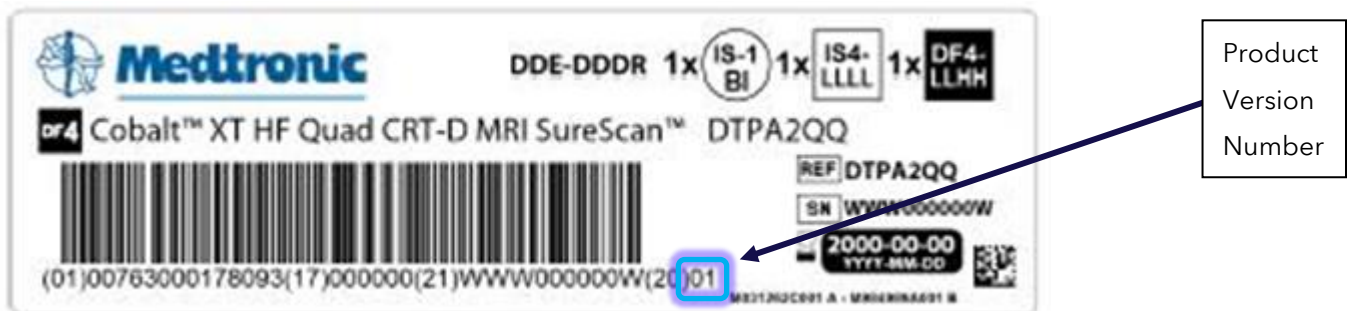 Medtronic
DDE-DDDR 1x IS-1 BI 1x IS4-LLLL 1x DF4-LLHH
DF4 Cobalt™ XT HF Quad CRT-D MRI SureScan™ DTPA2QQ
REF DTPA2QQ
SN WWW000000W
2000-00-00
YYYY-MM-DD
(01)00763000178093(17)000000(21)WWW000000W(20)01
Product
Version
Number